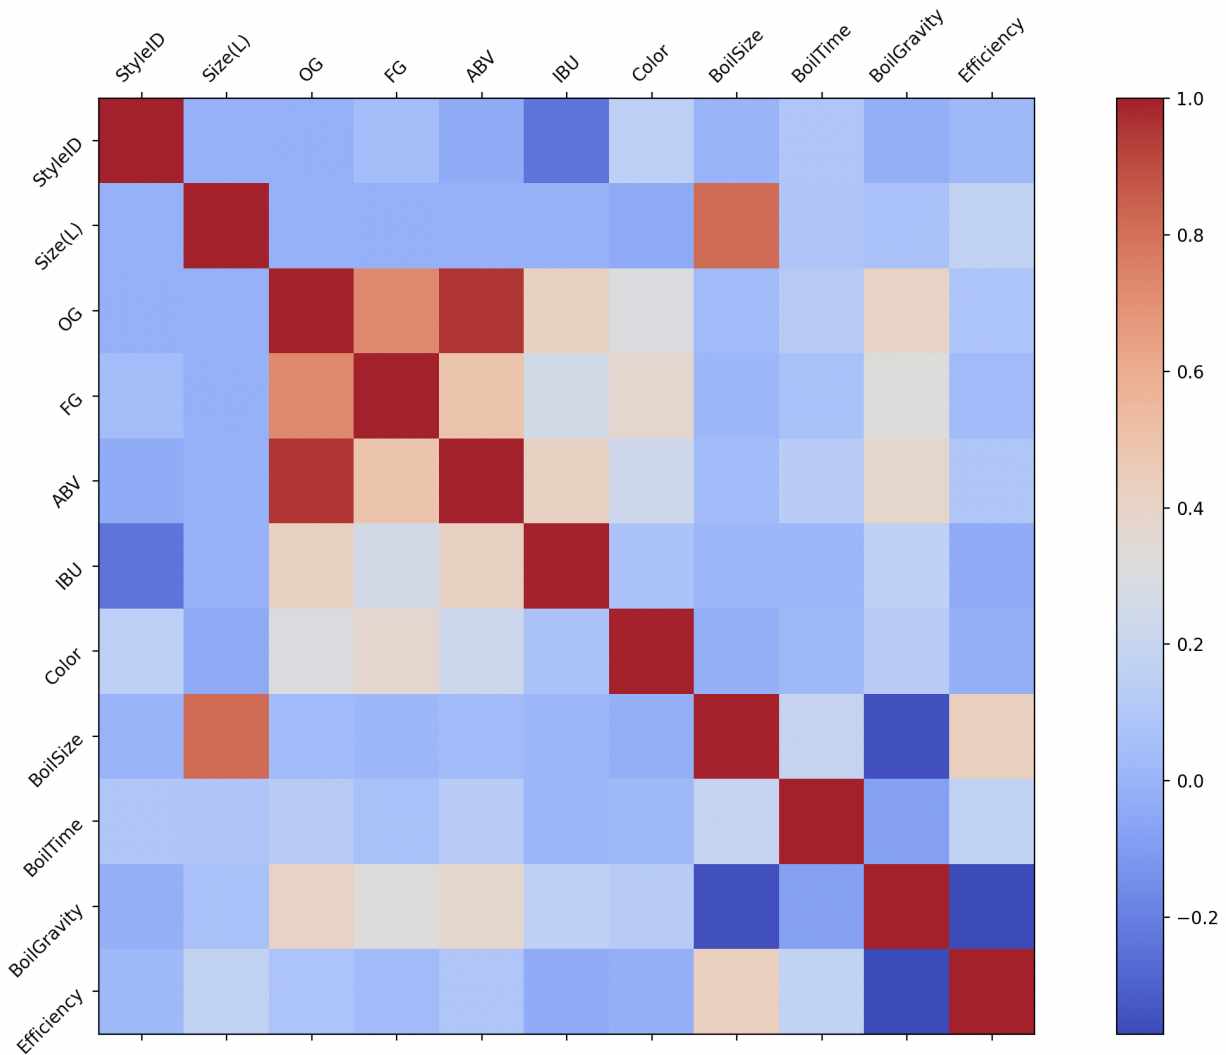 StyleID
Size(L)
OG
FG
ABV
IBU
Color
BoilSize
BoilTime
BoilGravity
Efficiency
StyleID
Size(L)
OG
FG
ABV
IBU
Color
BoilSize
BoilTime
BoilGravity
Efficiency
1.0
0.8
0.6
0.4
0.2
0.0
−0.2